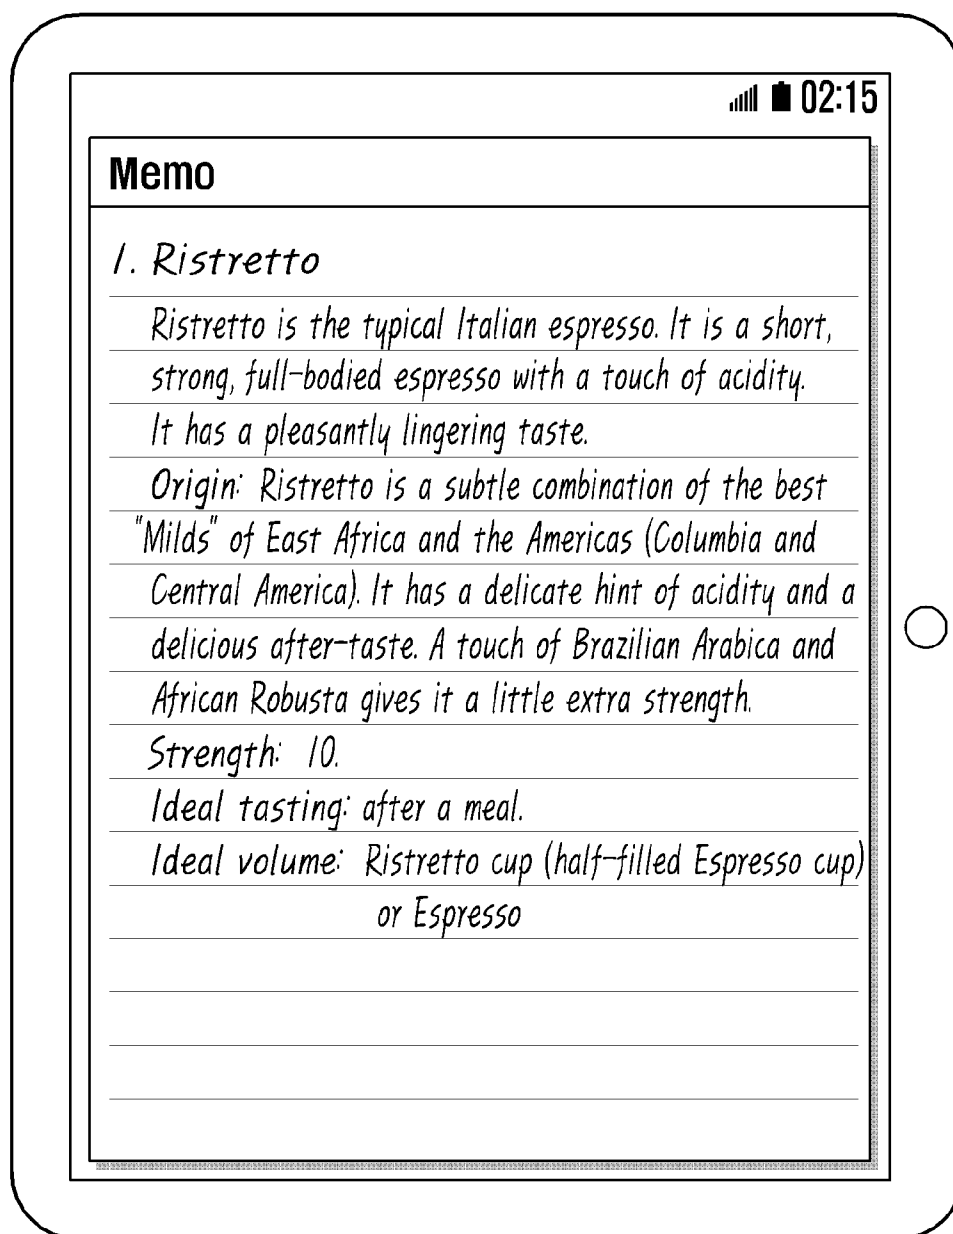 02:15
Memo
1. Ristretto
Ristretto is the typical Italian espresso. It is a short,
strong, full-bodied espresso with a touch of acidity.
It has a pleasantly lingering taste.
Origin: Ristretto is a subtle combination of the best
"Milds" of East Africa and the Americas (Columbia and
Central America). It has a delicate hint of acidity and a
delicious after-taste. A touch of Brazilian Arabica and
African Robusta gives it a little extra strength.
Strength: 10.
Ideal tasting: after a meal.
Ideal volume: Ristretto cup (half-filled Espresso cup)
or Espresso